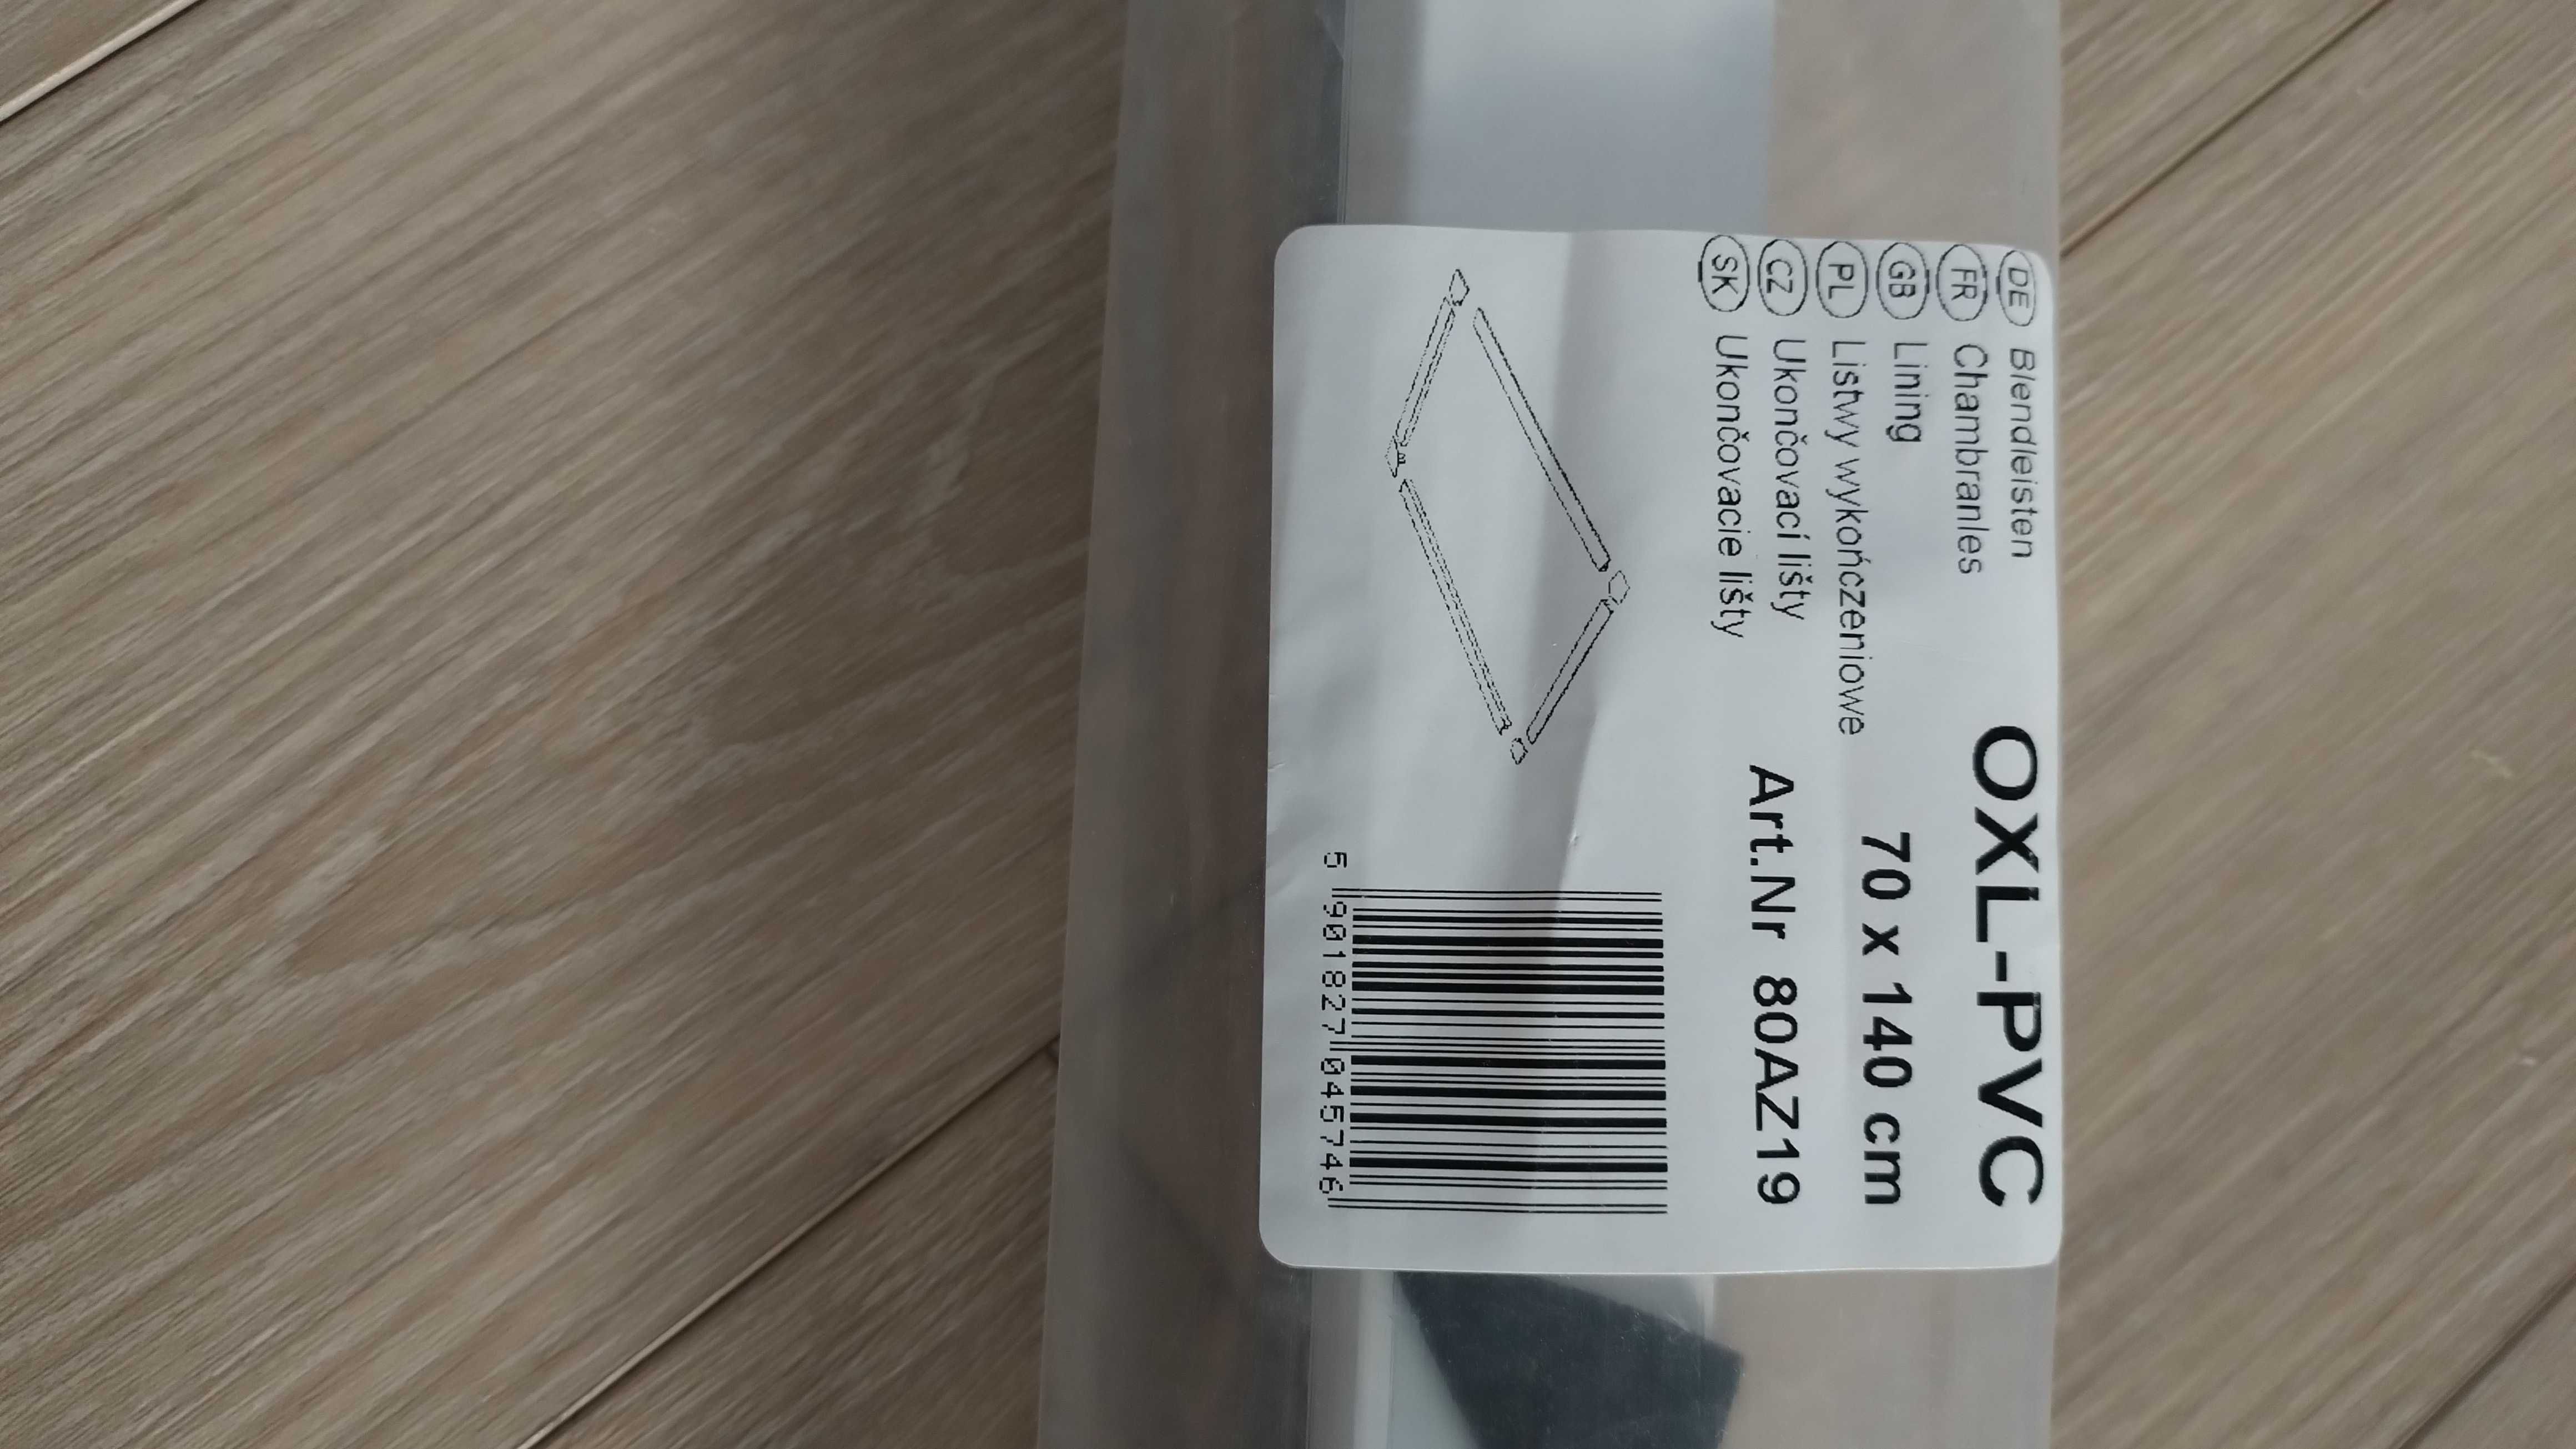 DE Blendleisten
FR Chambranles
GB Lining
PL Listwy wykończeniowe
CZ Ukončovací lišty
SK Ukončovacie lišty
OXL-PVC
70 x 140 cm
Art.Nr 80AZ19
5 901827 045746